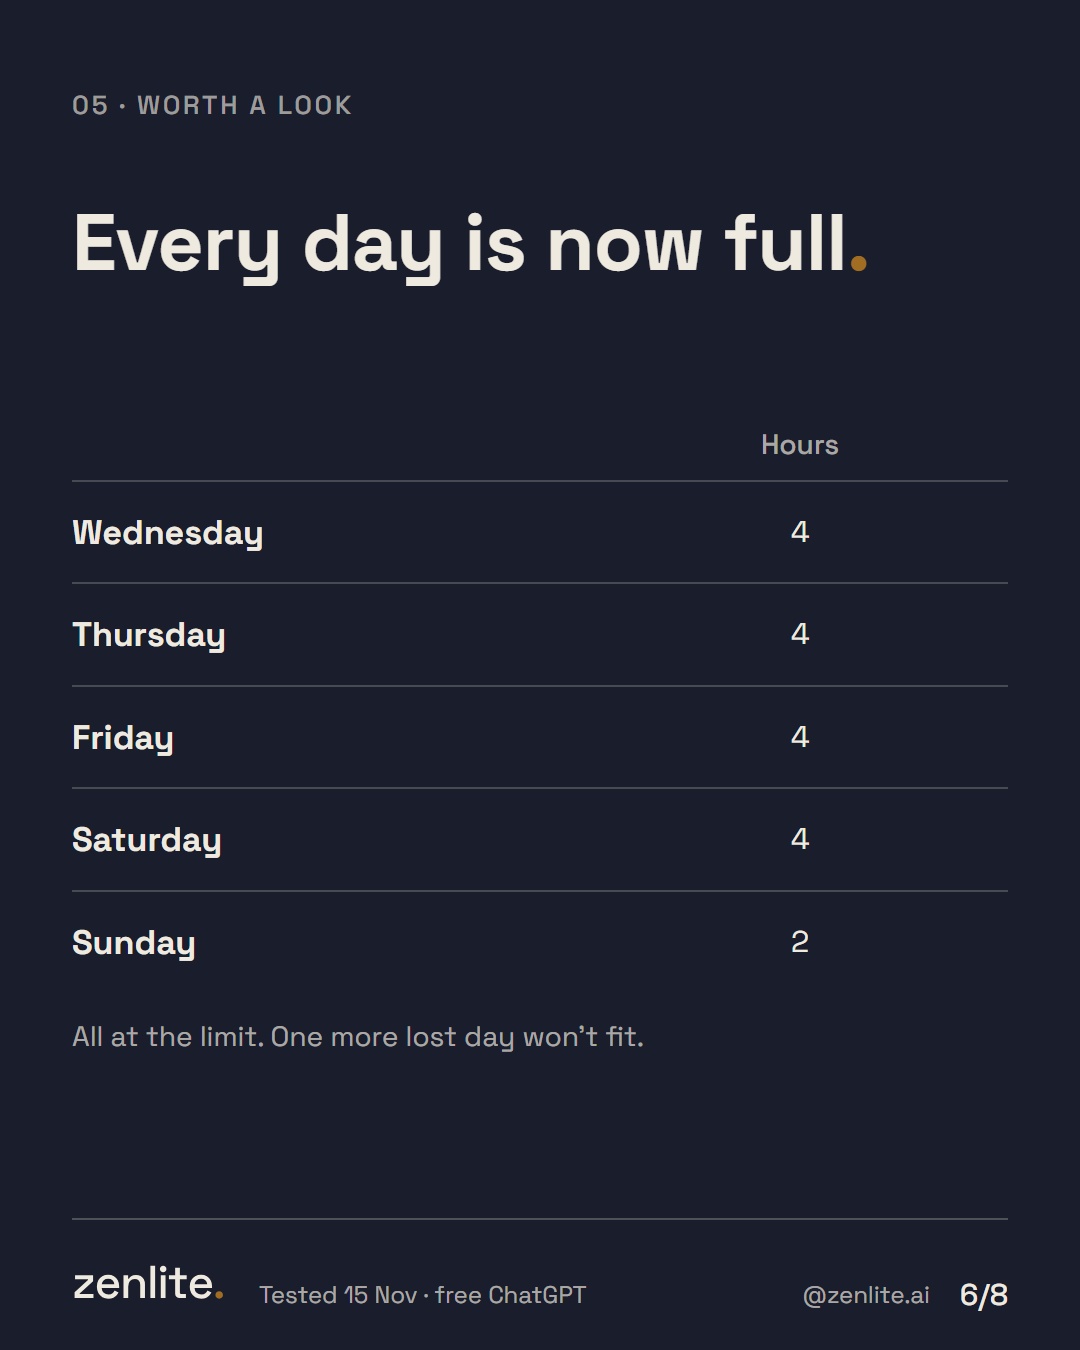 05 · WORTH A LOOK
Every day is now full.
Hours
Wednesday 4
Thursday 4
Friday 4
Saturday 4
Sunday 2
All at the limit. One more lost day won’t fit.
zenlite. Tested 15 Nov · free ChatGPT @zenlite.ai 6/8